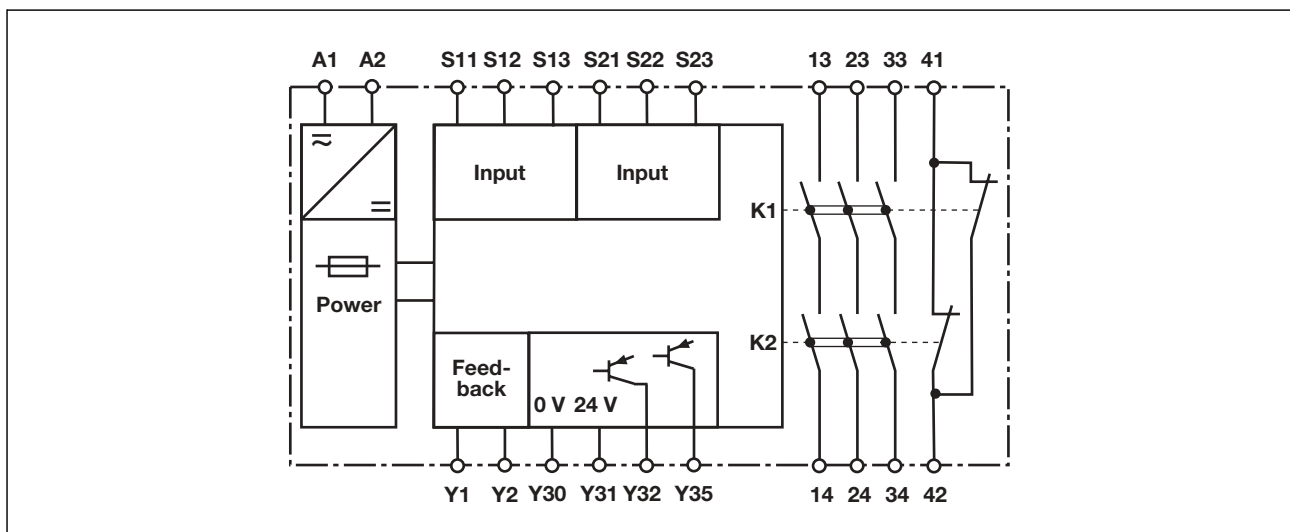 A1 A2 S11 S12 S13 S21 S22 S23 13 23 33 41
Input Input
K1
Power
K2
Feed-
back
0 V 24 V
Y1 Y2 Y30 Y31 Y32 Y35 14 24 34 42